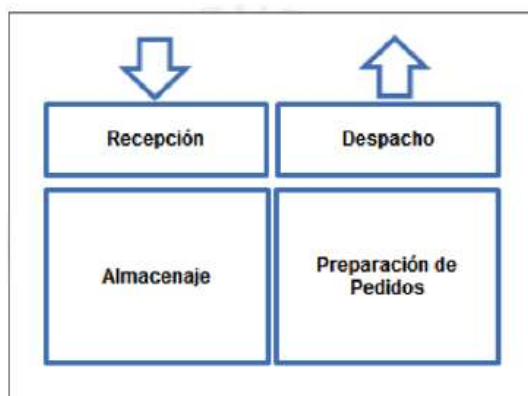 Recepción
Despacho
Almacenaje
Preparación de
Pedidos